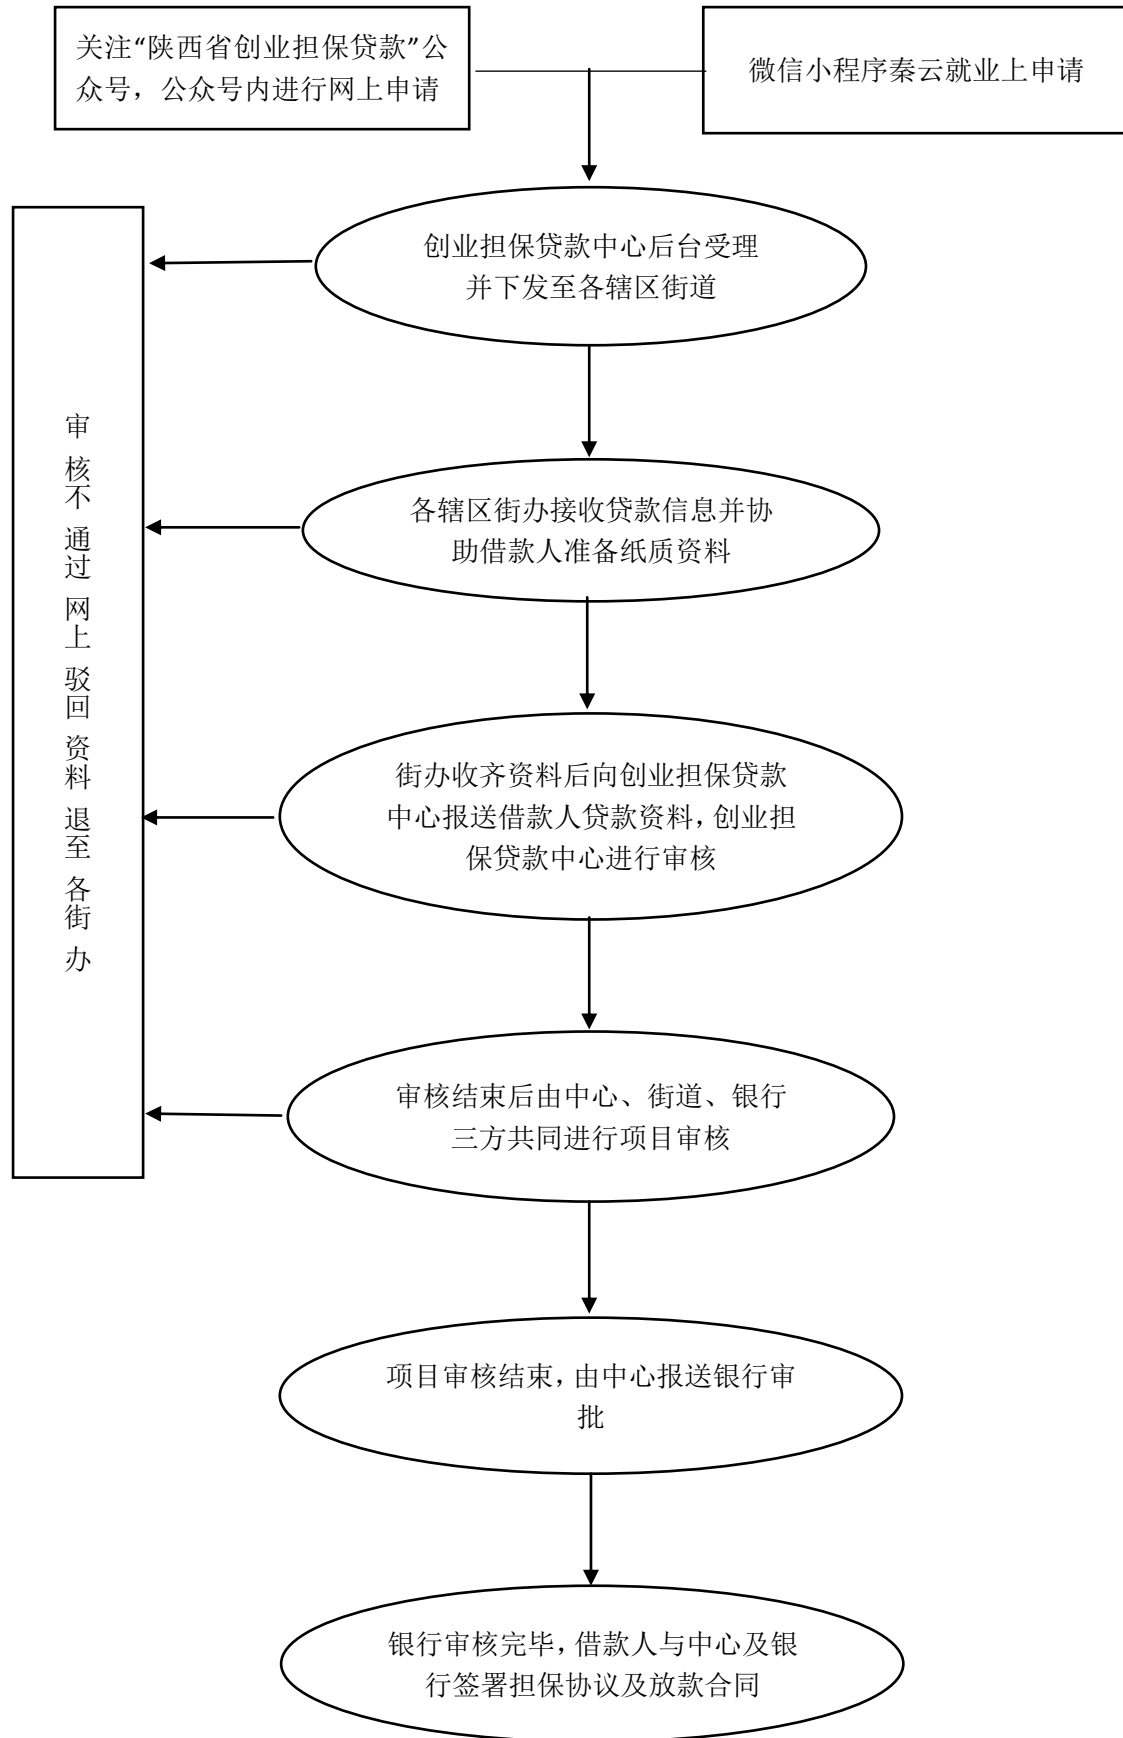 关注“陕西省创业担保贷款”公
众号，公众号内进行网上申请
微信小程序秦云就业上申请
创业担保贷款中心后台受理
并下发至各辖区街道
各辖区街办接收贷款信息并协
助借款人准备纸质资料
街办收齐资料后向创业担保贷款
中心报送借款人贷款资料，创业担
保贷款中心进行审核
审核结束后由中心、街道、银行
三方共同进行项目审核
项目审核结束，由中心报送银行审
批
银行审核完毕，借款人与中心及银
行签署担保协议及放款合同
审核不通过网上驳回资料退至各街办